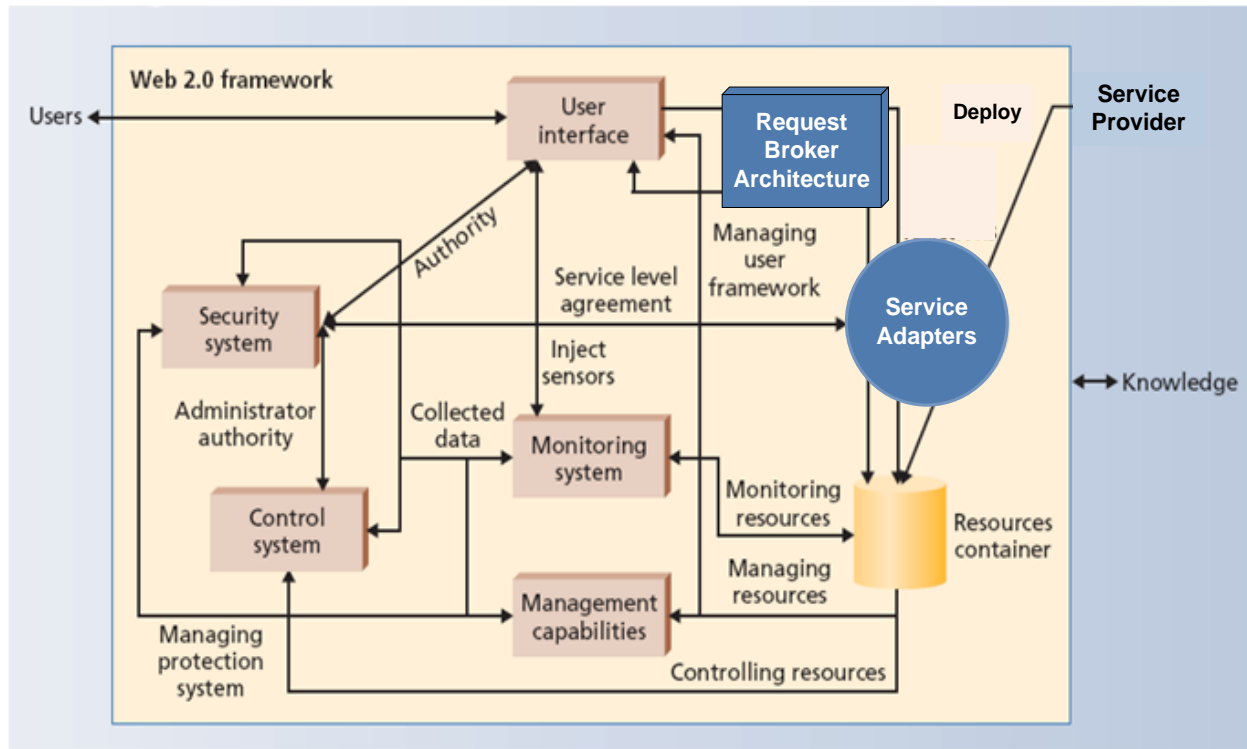 Web 2.0 framework
Users
User
interface
Request
Broker
Architecture
Deploy
Service
Provider
Authority
Managing
user
framework
Service level
agreement
Security
system
Service
Adapters
Inject
sensors
Knowledge
Administrator
authority
Collected
data
Monitoring
system
Control
system
Monitoring
resources
Resources
container
Managing
resources
Management
capabilities
Managing
protection
system
Controlling resources